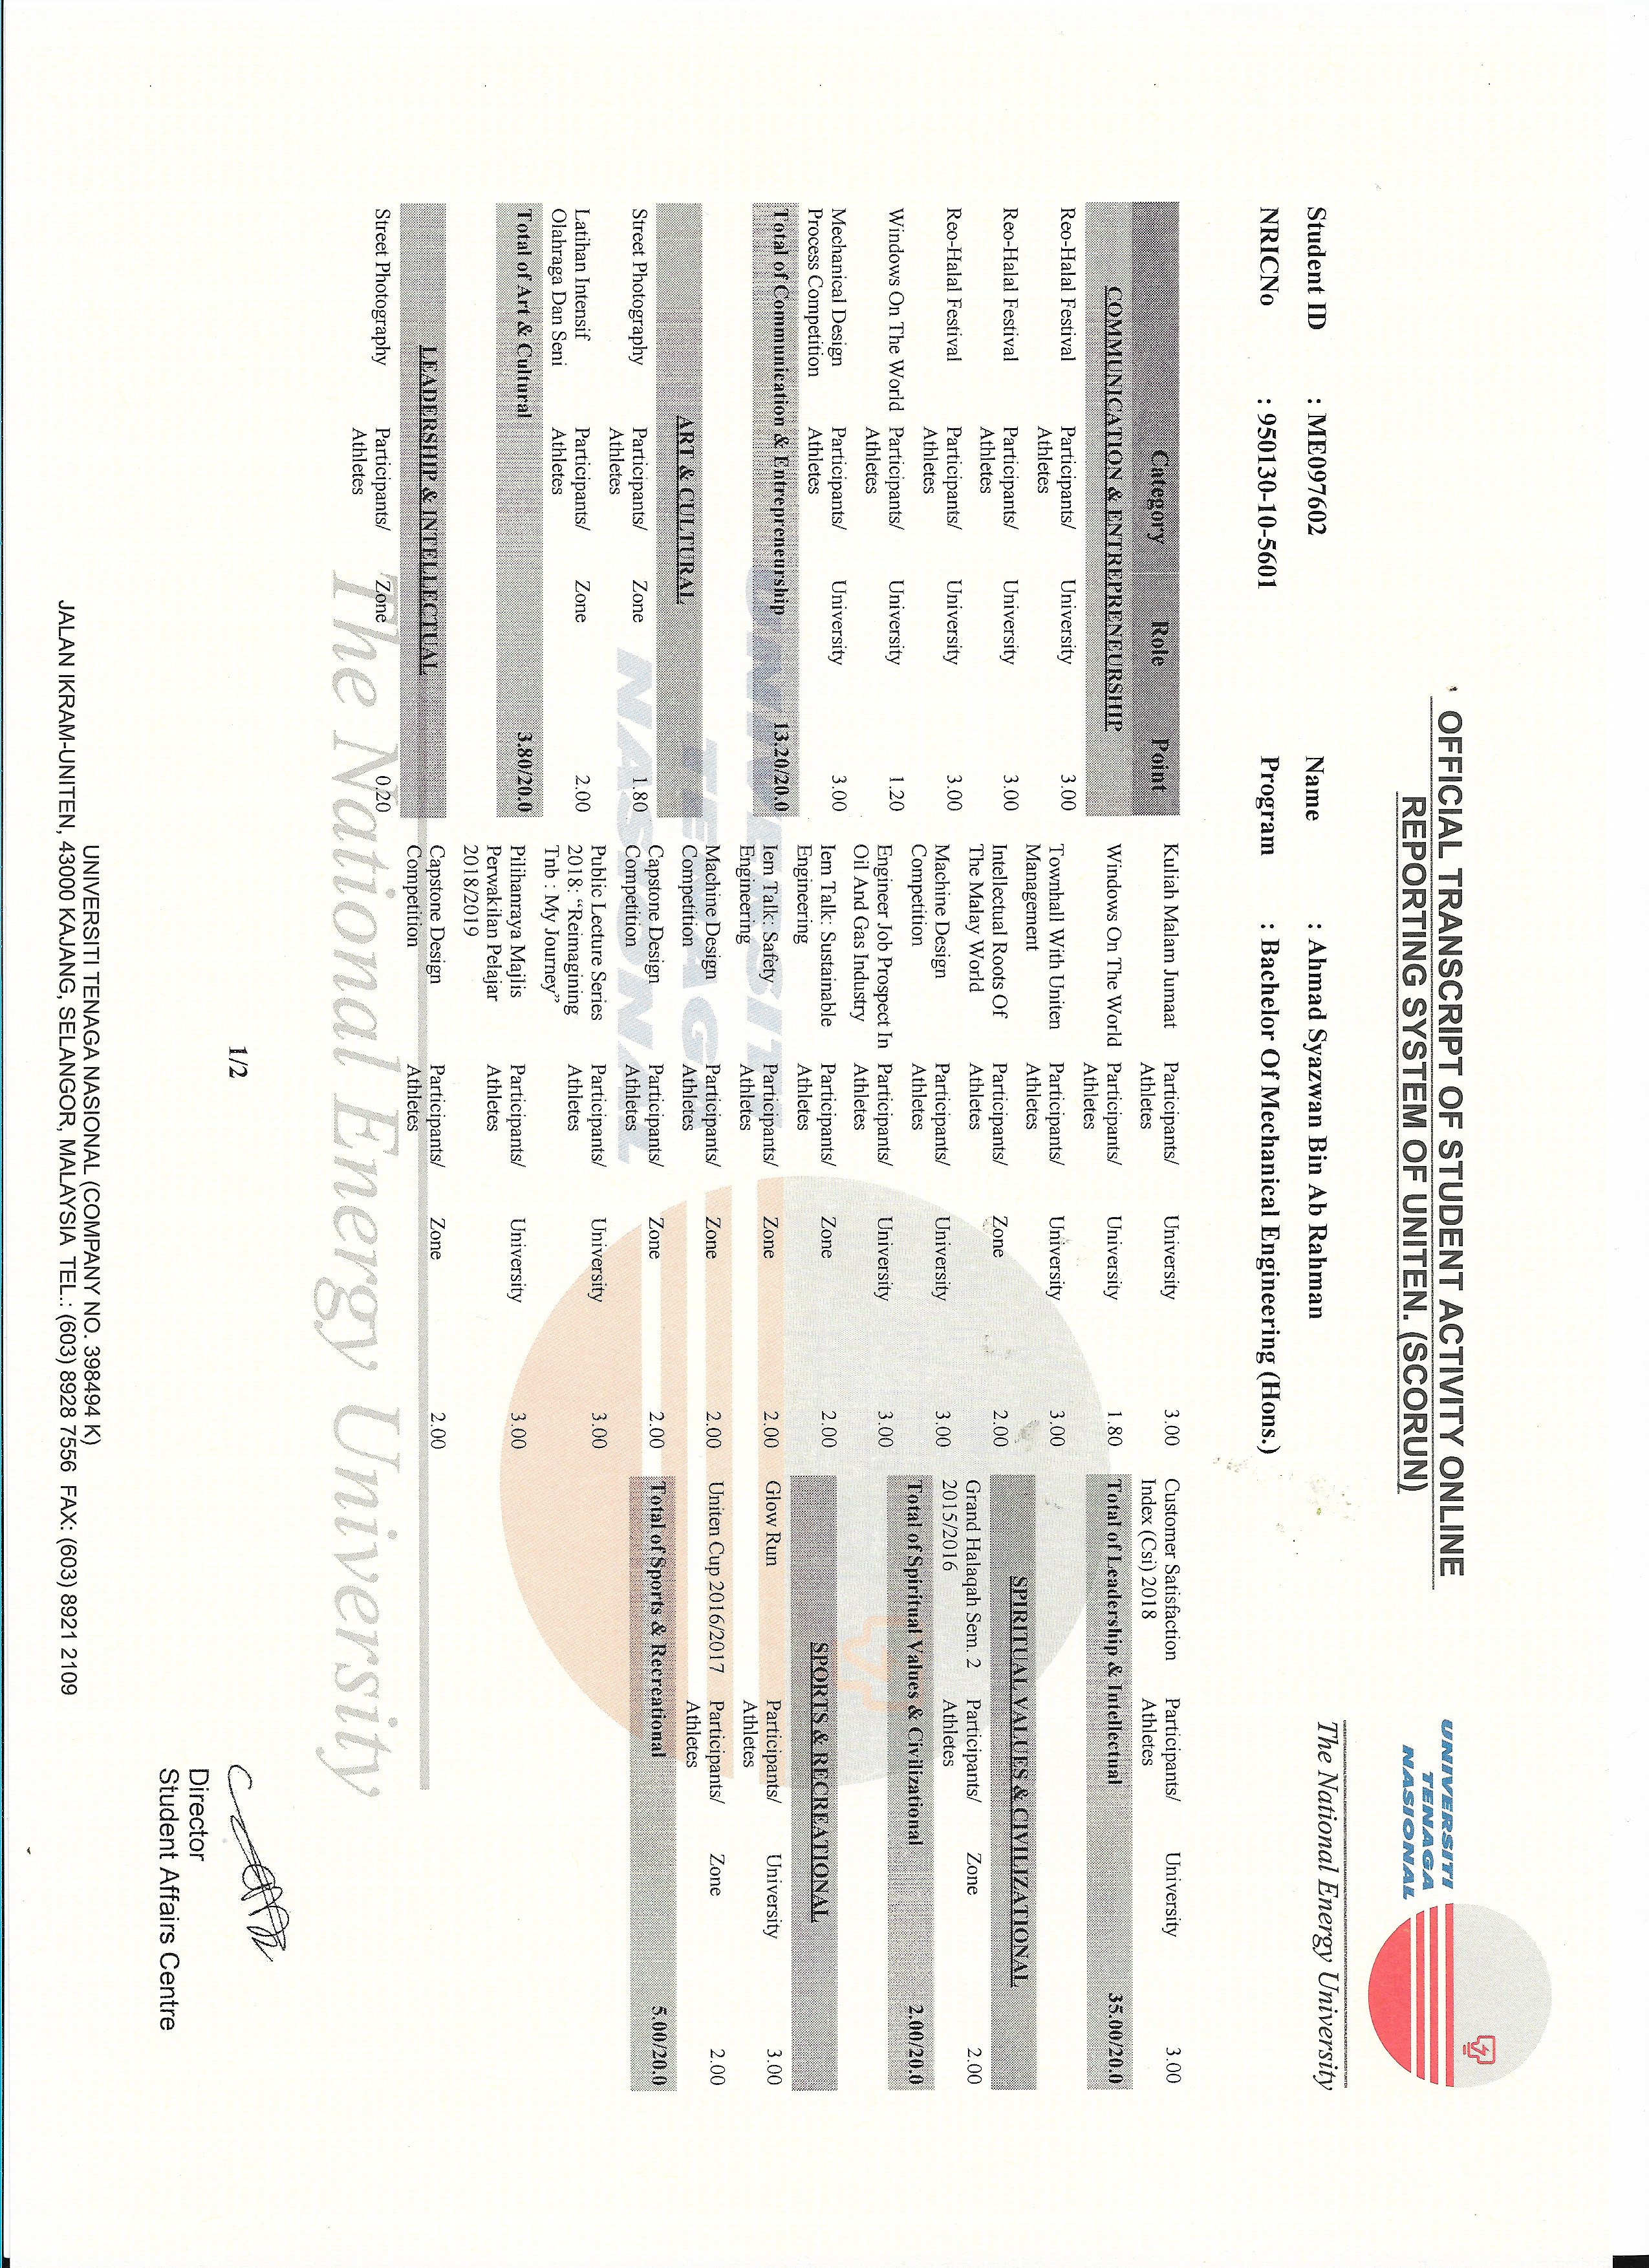 OFFICIAL TRANSCRIPT OF STUDENT ACTIVITY ONLINE
REPORTING SYSTEM OF UNITEN. (SCORUN)
UNIVERSITI
TENAGA
NASIONAL
The National Energy University
Student ID : ME097602 Name : Ahmad Syazwan Bin Ab Rahman
NRICNo : 950130-10-5601 Program : Bachelor Of Mechanical Engineering (Hons.)
Category Role Point
COMMUNICATION & ENTREPRENEURSHIP
Reo-Halal Festival Participants/ University 3.00
Athletes
Reo-Halal Festival Participants/ University 3.00
Athletes
Reo-Halal Festival Participants/ University 3.00
Athletes
Windows On The World Participants/ University 1.20
Athletes
Mechanical Design Participants/ University 3.00
Process Competition Athletes
Total of Communication & Entrepreneurship 13.20/20.0
ART & CULTURAL
Street Photography Participants/ Zone 1.80
Athletes
Latihan Intensif Participants/ Zone 2.00
Olahraga Dan Seni Athletes
Total of Art & Cultural 3.80/20.0
LEADERSHIP & INTELLECTUAL
Street Photography Participants/ Zone 0.20
Athletes
Kuliah Malam Jumaat Participants/ University 3.00
Athletes
Windows On The World Participants/ University 1.80
Athletes
Townhall With Uniten Participants/ University 3.00
Management Athletes
Intellectual Roots Of Participants/ Zone 2.00
The Malay World Athletes
Machine Design Participants/ University 3.00
Competition Athletes
Engineer Job Prospect In Participants/ University 3.00
Oil And Gas Industry Athletes
Iem Talk: Sustainable Participants/ Zone 2.00
Engineering Athletes
Iem Talk: Safety Participants/ Zone 2.00
Engineering Athletes
Machine Design Participants/ Zone 2.00
Competition Athletes
Capstone Design Participants/ Zone 2.00
Competition Athletes
Public Lecture Series Participants/ University 3.00
2018: “Reimagining Athletes
Tnb : My Journey”
Pilihanraya Majlis Participants/ University 3.00
Perwakilan Pelajar Athletes
2018/2019
Capstone Design Participants/ Zone 2.00
Competition Athletes
Customer Satisfaction Participants/ University 3.00
Index (Csi) 2018 Athletes
Total of Leadership & Intellectual 35.00/20.0
SPIRITUAL VALUES & CIVILIZATIONAL
Grand Halaqah Sem. 2 Participants/ Zone 2.00
2015/2016 Athletes
Total of Spiritual Values & Civilizational 2.00/20.0
SPORTS & RECREATIONAL
Glow Run Participants/ University 3.00
Athletes
Uniten Cup 2016/2017 Participants/ Zone 2.00
Athletes
Total of Sports & Recreational 5.00/20.0
UNIVERSITI
TENAGA
NASIONAL
The National Energy University
1/2
Director
Student Affairs Centre
UNIVERSITI TENAGA NASIONAL (COMPANY NO. 398494 K)
JALAN IKRAM-UNITEN, 43000 KAJANG, SELANGOR, MALAYSIA TEL.: (603) 8928 7556 FAX: (603) 8921 2109